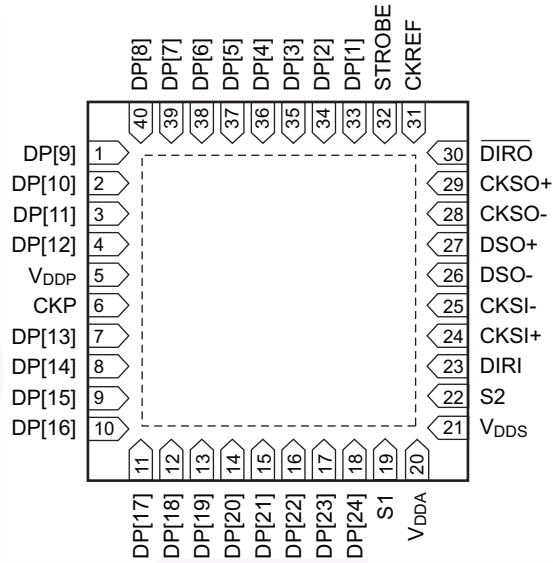 DP[8]
DP[7]
DP[6]
DP[5]
DP[4]
DP[3]
DP[2]
DP[1]
STROBE
CKREF
40
39
38
37
36
35
34
33
32
31
DP[9] 1
DP[10] 2
DP[11] 3
DP[12] 4
VDDP 5
CKP 6
DP[13] 7
DP[14] 8
DP[15] 9
DP[16] 10
30 DIRO
29 CKSO+
28 CKSO-
27 DSO+
26 DSO-
25 CKSI-
24 CKSI+
23 DIRI
22 S2
21 VDDS
11
12
13
14
15
16
17
18
19
20
DP[17]
DP[18]
DP[19]
DP[20]
DP[21]
DP[22]
DP[23]
DP[24]
S1
VDDA